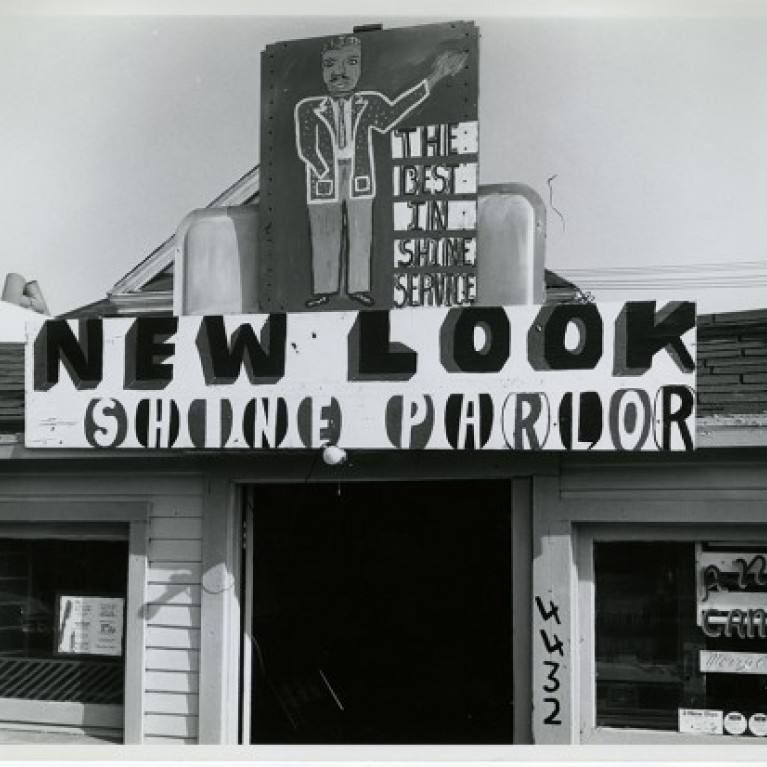 THE
BEST
IN
SHINE
SERVICE
NEW LOOK
SHINE PARLOR
4432